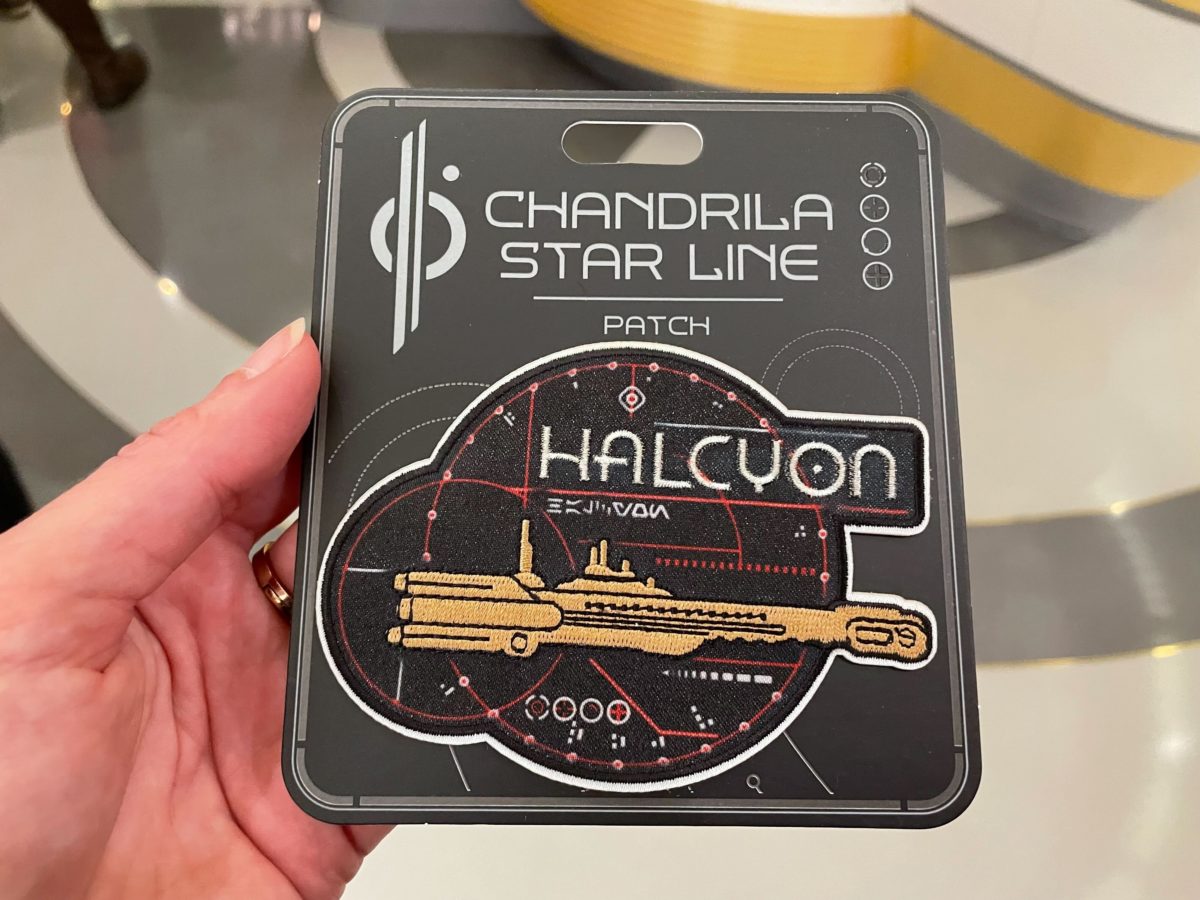 CHANDRILA
STAR LINE
PATCH
HALCYON